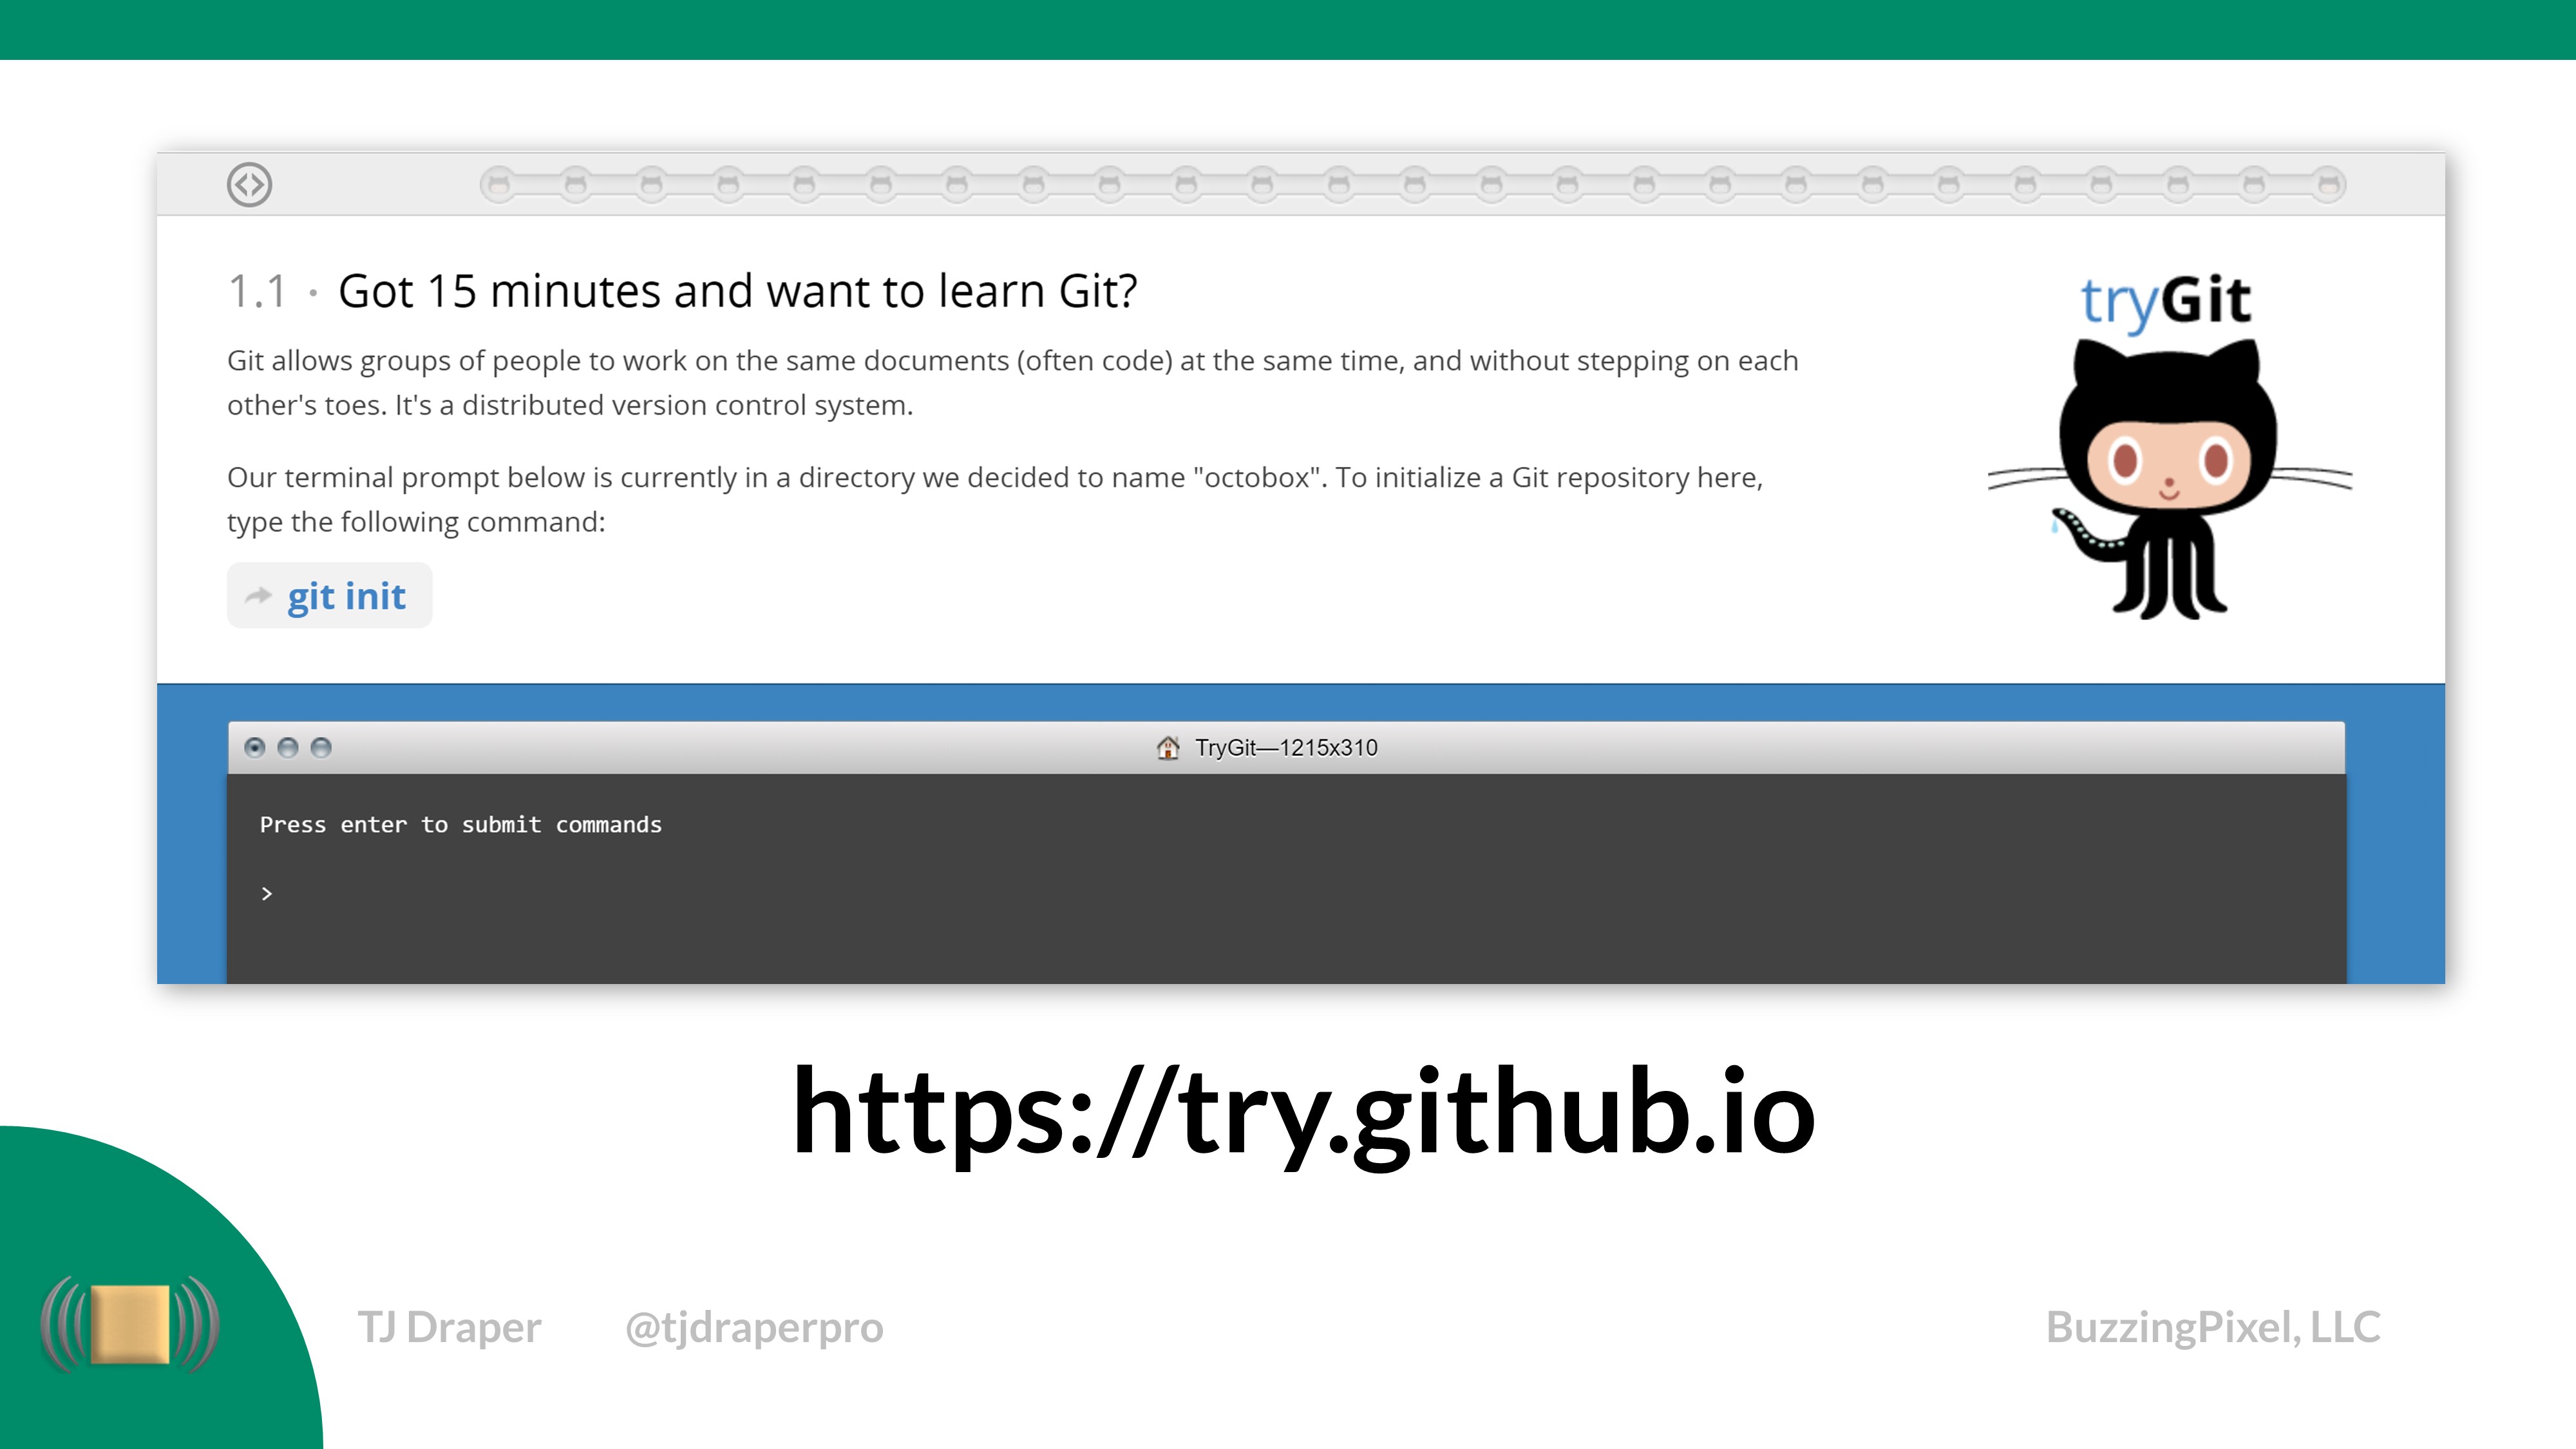 1.1 · Got 15 minutes and want to learn Git?
tryGit
Git allows groups of people to work on the same documents (often code) at the same time, and without stepping on each
other's toes. It's a distributed version control system.
Our terminal prompt below is currently in a directory we decided to name "octobox". To initialize a Git repository here,
type the following command:
git init
TryGit—1215x310
Press enter to submit commands
>
https://try.github.io
TJ Draper @tjdraperpro BuzzingPixel, LLC